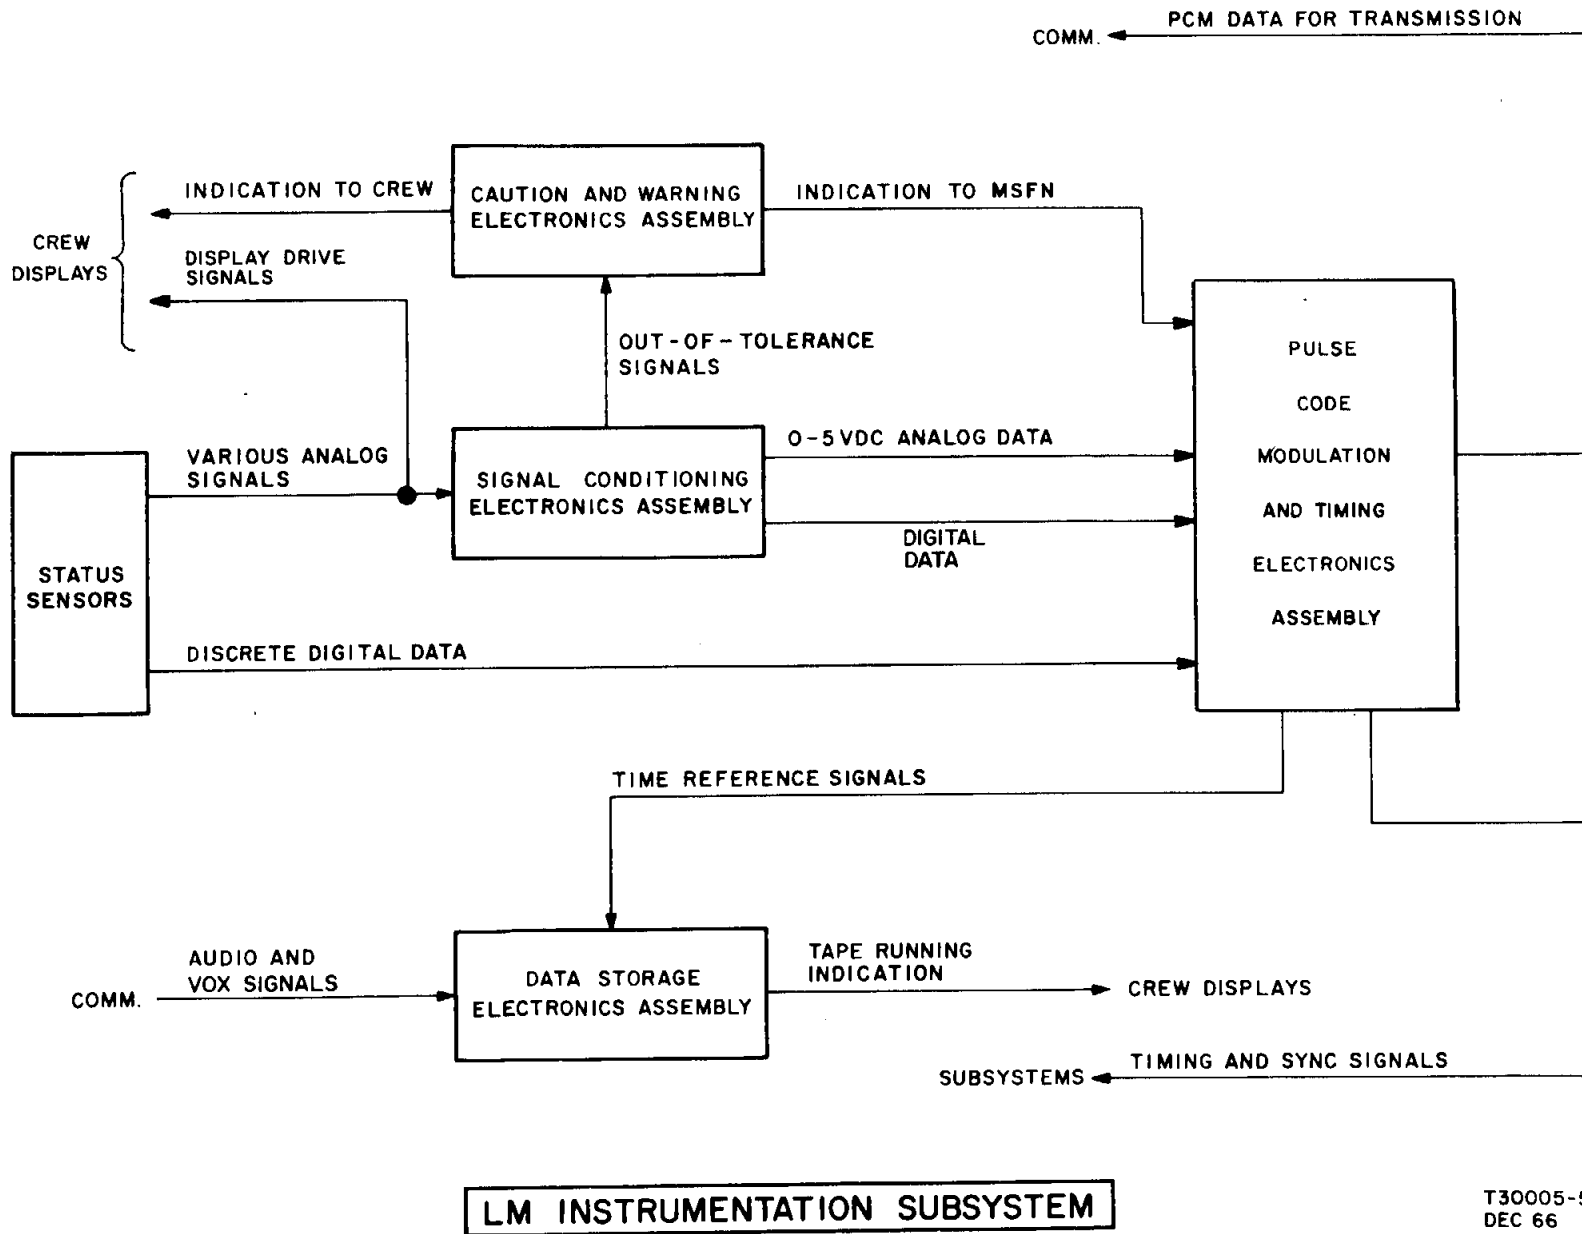 PCM DATA FOR TRANSMISSION
COMM.
INDICATION TO CREW
CAUTION AND WARNING
ELECTRONICS ASSEMBLY
INDICATION TO MSFN
CREW
DISPLAYS
DISPLAY DRIVE
SIGNALS
OUT-OF-TOLERANCE
SIGNALS
PULSE
CODE
MODULATION
AND TIMING
ELECTRONICS
ASSEMBLY
VARIOUS ANALOG
SIGNALS
SIGNAL CONDITIONING
ELECTRONICS ASSEMBLY
0-5 VDC ANALOG DATA
DIGITAL
DATA
STATUS
SENSORS
DISCRETE DIGITAL DATA
TIME REFERENCE SIGNALS
AUDIO AND
VOX SIGNALS
COMM.
DATA STORAGE
ELECTRONICS ASSEMBLY
TAPE RUNNING
INDICATION
CREW DISPLAYS
TIMING AND SYNC SIGNALS
SUBSYSTEMS
LM INSTRUMENTATION SUBSYSTEM
T30005-5
DEC 66